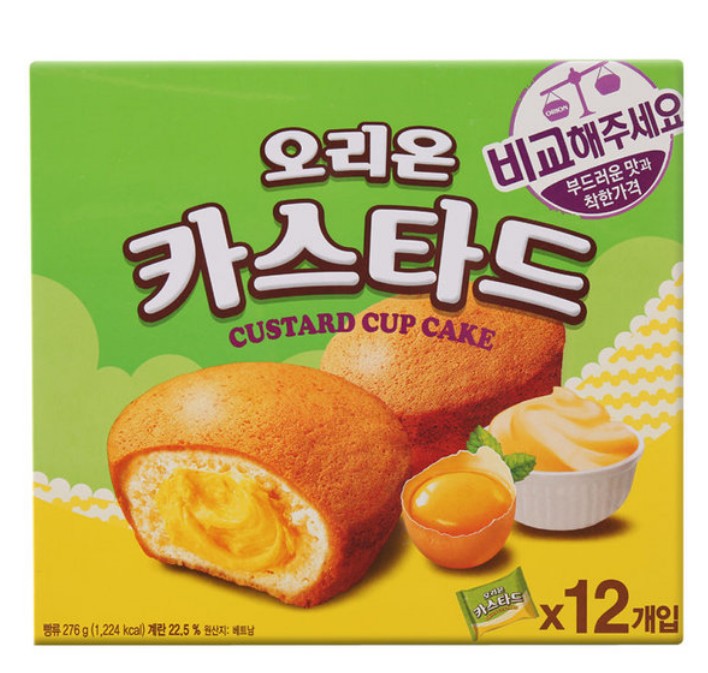 ORION
비교해주세요
부드러운 맛과
착한가격
오리온
카스타드
CUSTARD CUP CAKE
오리온
카스타드
x12개입
빵류 276 g (1,224 kcal) 계란 22.5 % 원산지: 베트남